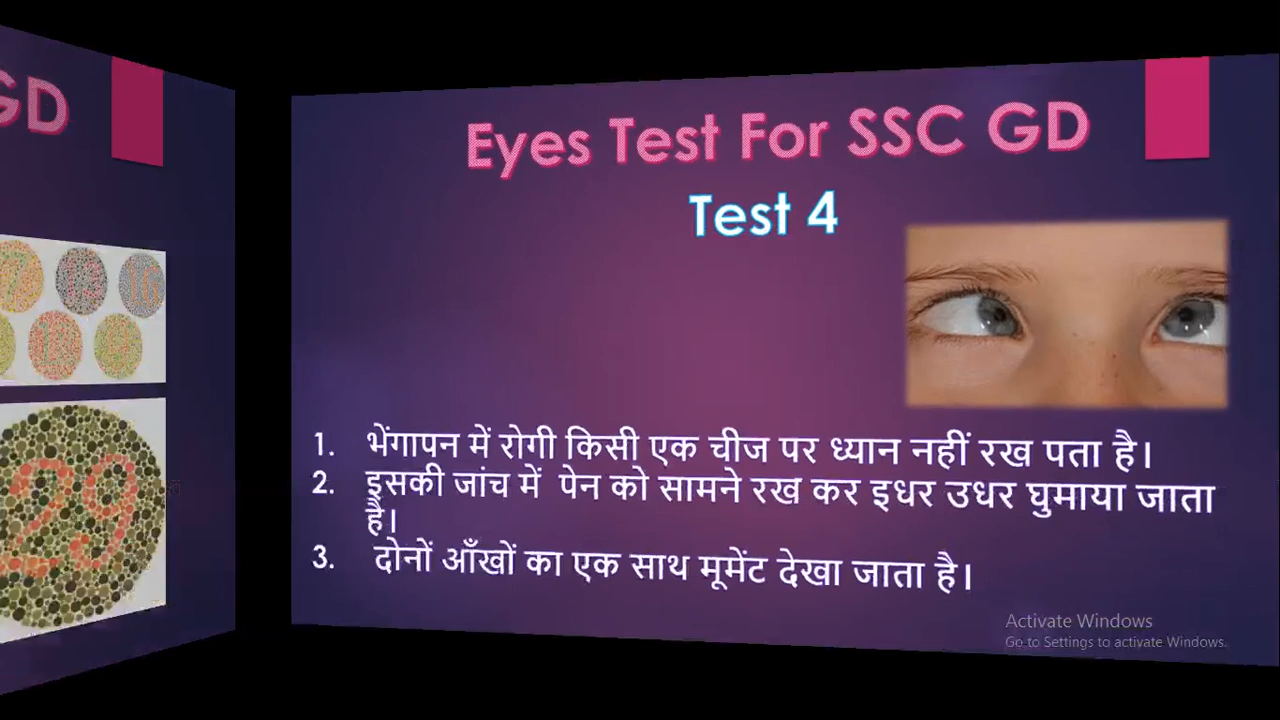 GD
29
Eyes Test For SSC GD
Test 4
1. भेंगापन में रोगी किसी एक चीज पर ध्यान नहीं रख पता है।
2. इसकी जांच में पेन को सामने रख कर इधर उधर घुमाया जाता
है।
3. दोनों आँखों का एक साथ मूमेंट देखा जाता है।
Activate Windows
Go to Settings to activate Windows.